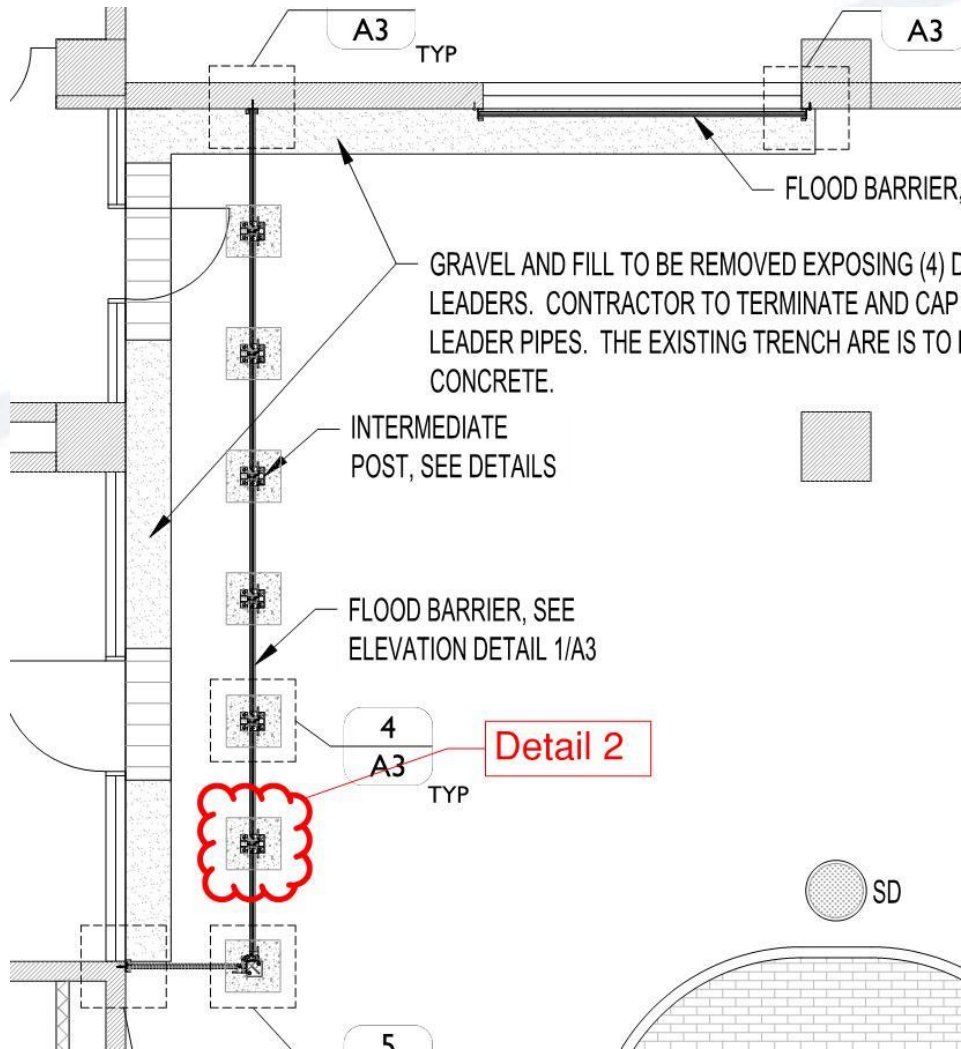 A3
TYP
A3
FLOOD BARRIER,
GRAVEL AND FILL TO BE REMOVED EXPOSING (4) D
LEADERS. CONTRACTOR TO TERMINATE AND CAP
LEADER PIPES. THE EXISTING TRENCH ARE IS TO
CONCRETE.
INTERMEDIATE
POST, SEE DETAILS
FLOOD BARRIER, SEE
ELEVATION DETAIL 1/A3
4
A3
TYP
Detail 2
SD
5